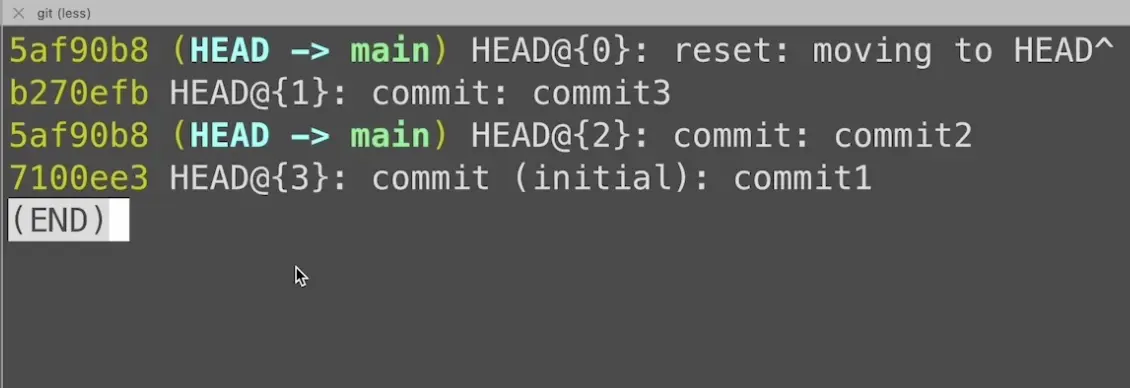 git (less)
5af90b8 (HEAD -> main) HEAD@{0}: reset: moving to HEAD^
b270efb HEAD@{1}: commit: commit3
5af90b8 (HEAD -> main) HEAD@{2}: commit: commit2
7100ee3 HEAD@{3}: commit (initial): commit1
(END)